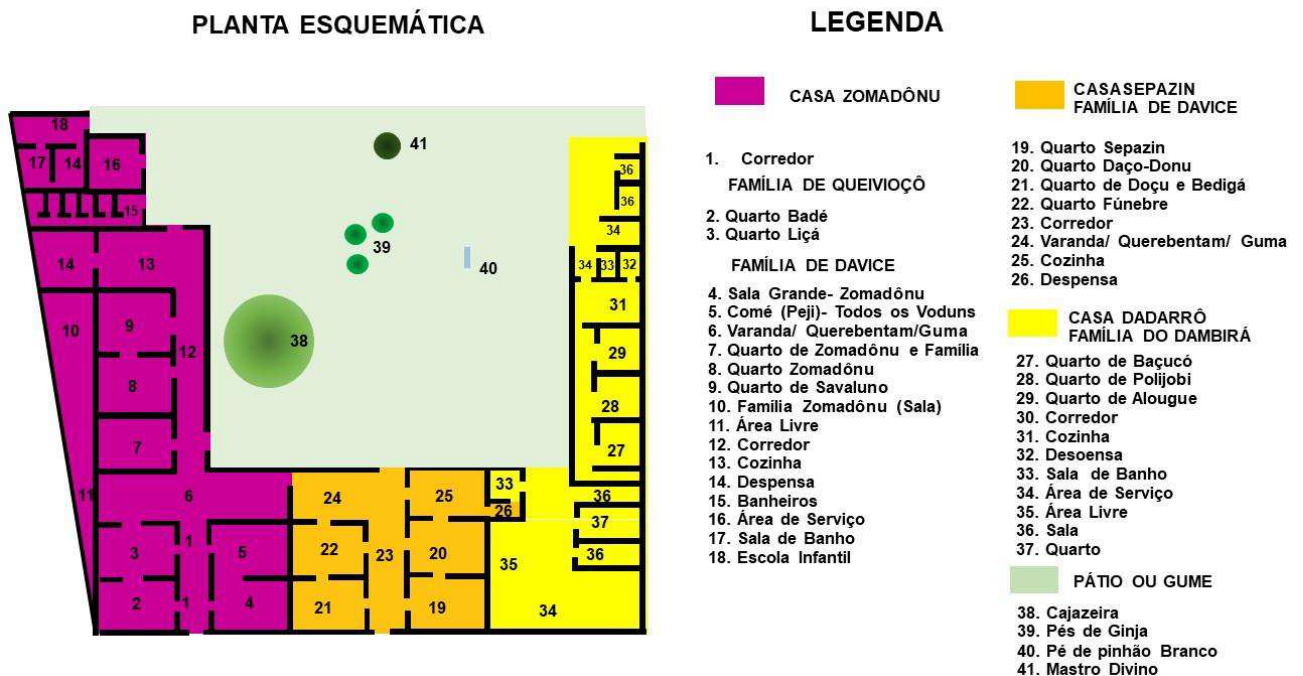 PLANTA ESQUEMÁTICA
18
17
14
16
15
14
13
10
9
12
8
7
11
6
3
1
5
2
1
4
41
39
40
38
24
25
22
23
20
21
19
33
26
35
34
36
36
34
34
33
32
31
29
28
27
36
37
36
LEGENDA
CASA ZOMADÔNU
1. Corredor
FAMÍLIA DE QUEIVIOÇÔ
2. Quarto Badé
3. Quarto Liçá
FAMÍLIA DE DAVICE
4. Sala Grande- Zomadônu
5. Comé (Peji)- Todos os Voduns
6. Varanda/ Querebentam/Guma
7. Quarto de Zomadônu e Família
8. Quarto Zomadônu
9. Quarto de Savaluno
10. Família Zomadônu (Sala)
11. Área Livre
12. Corredor
13. Cozinha
14. Despensa
15. Banheiros
16. Área de Serviço
17. Sala de Banho
18. Escola Infantil
CASASEPAZIN
FAMÍLIA DE DAVICE
19. Quarto Sepazin
20. Quarto Daço-Donu
21. Quarto de Doçu e Bedigá
22. Quarto Fúnebre
23. Corredor
24. Varanda/ Querebentam/ Guma
25. Cozinha
26. Despensa
CASA DADARRÔ
FAMÍLIA DO DAMBIRÁ
27. Quarto de Baçucó
28. Quarto de Polijobi
29. Quarto de Alougue
30. Corredor
31. Cozinha
32. Desoensa
33. Sala de Banho
34. Área de Serviço
35. Área Livre
36. Sala
37. Quarto
PÁTIO OU GUME
38. Cajazeira
39. Pés de Ginja
40. Pé de pinhão Branco
41. Mastro Divino